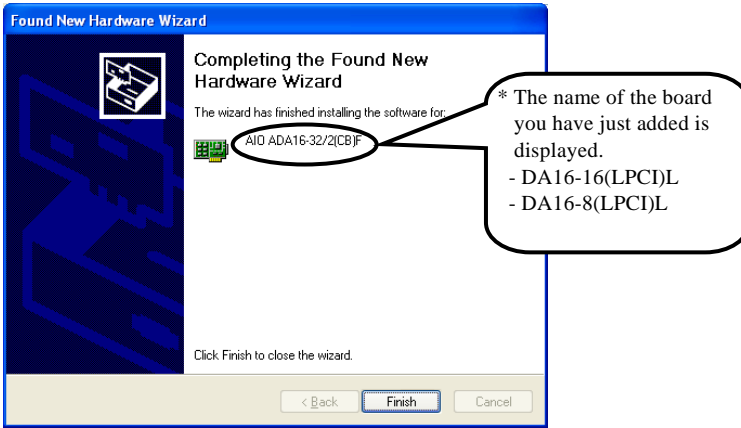 Found New Hardware Wizard
Completing the Found New
Hardware Wizard
The wizard has finished installing the software for:
AIO ADA16-32/2(CB)F
* The name of the board
you have just added is
displayed.
- DA16-16(LPCI)L
- DA16-8(LPCI)L
Click Finish to close the wizard.
< Back
Finish
Cancel